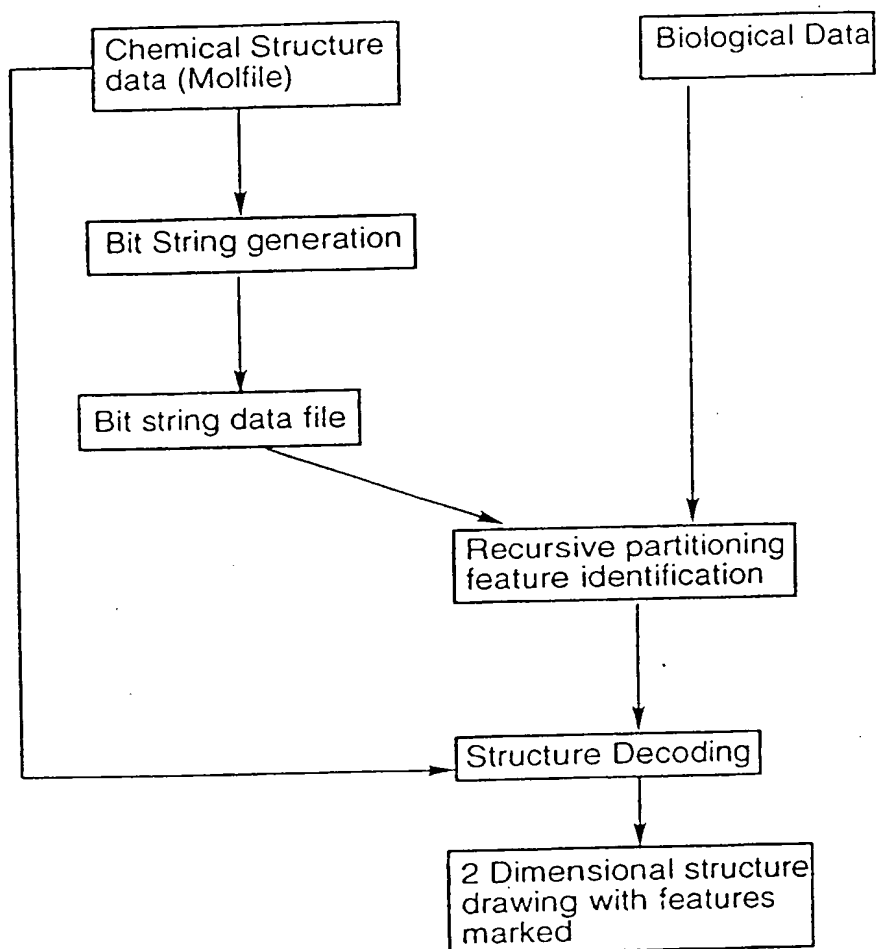 Chemical Structure
data (Molfile)
Biological Data
Bit String generation
Bit string data file
Recursive partitioning
feature identification
Structure Decoding
2 Dimensional structure
drawing with features
marked